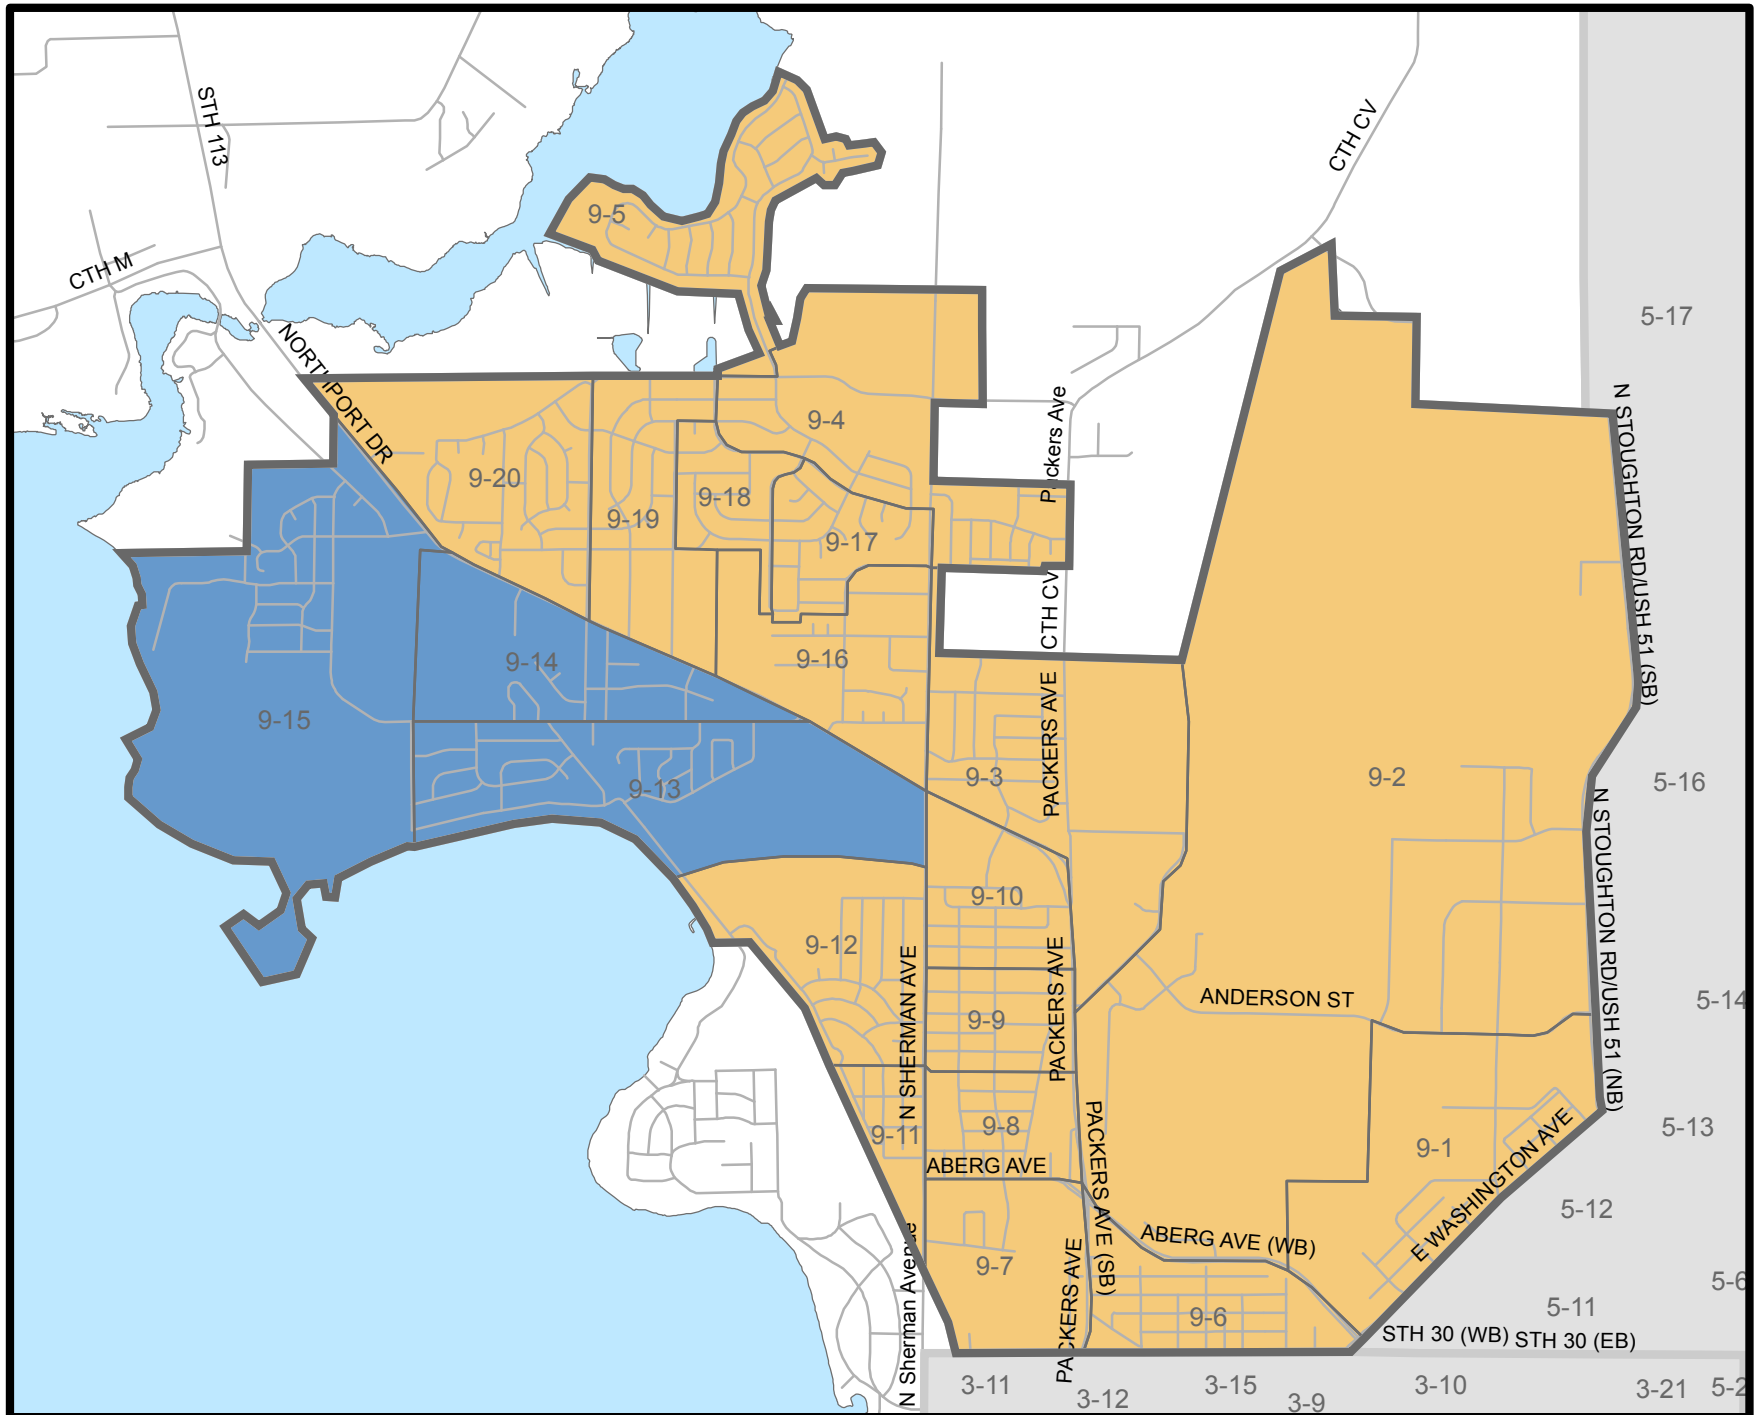 STH 113
CTH CV
9-5
CTH M
5-17
NORTHPORT DR
9-4
Packers Ave
N STOUGHTON RD/USH 51 (SB)
9-20
9-18
9-19
9-17
CTH CV
9-14
9-16
9-15
PACKERS AVE
9-3
9-2
5-16
9-13
N STOUGHTON RD/USH 51 (NB)
9-10
9-12
N SHERMAN AVE
PACKERS AVE
ANDERSON ST
5-14
9-9
9-11
9-8
5-13
9-1
E WASHINGTON AVE
ABERG AVE
PACKERS AVE (SB)
5-12
ABERG AVE (WB)
N Sherman Avenue
9-7
PACKERS AVE
5-6
5-11
9-6
STH 30 (WB)
STH 30 (EB)
3-11
3-12
3-15
3-9
3-10
3-21
5-2